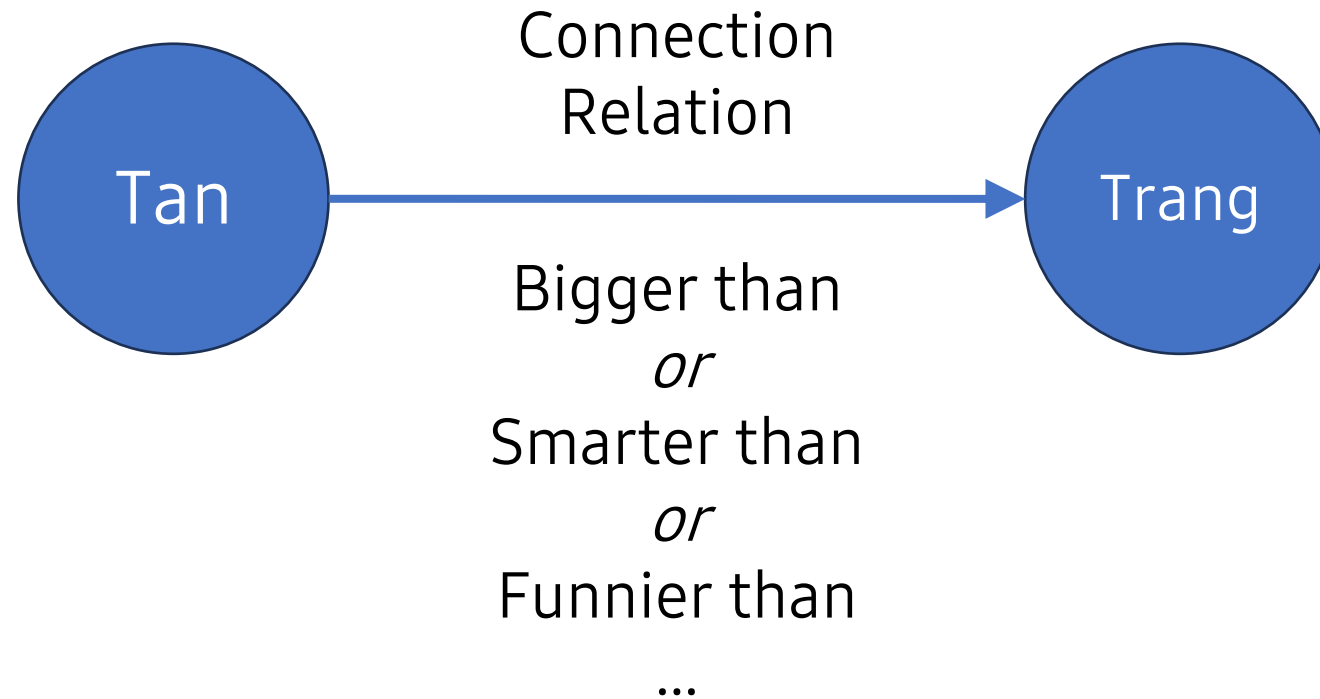 Connection
Relation
Tan
Trang
Bigger than
or
Smarter than
or
Funnier than
...